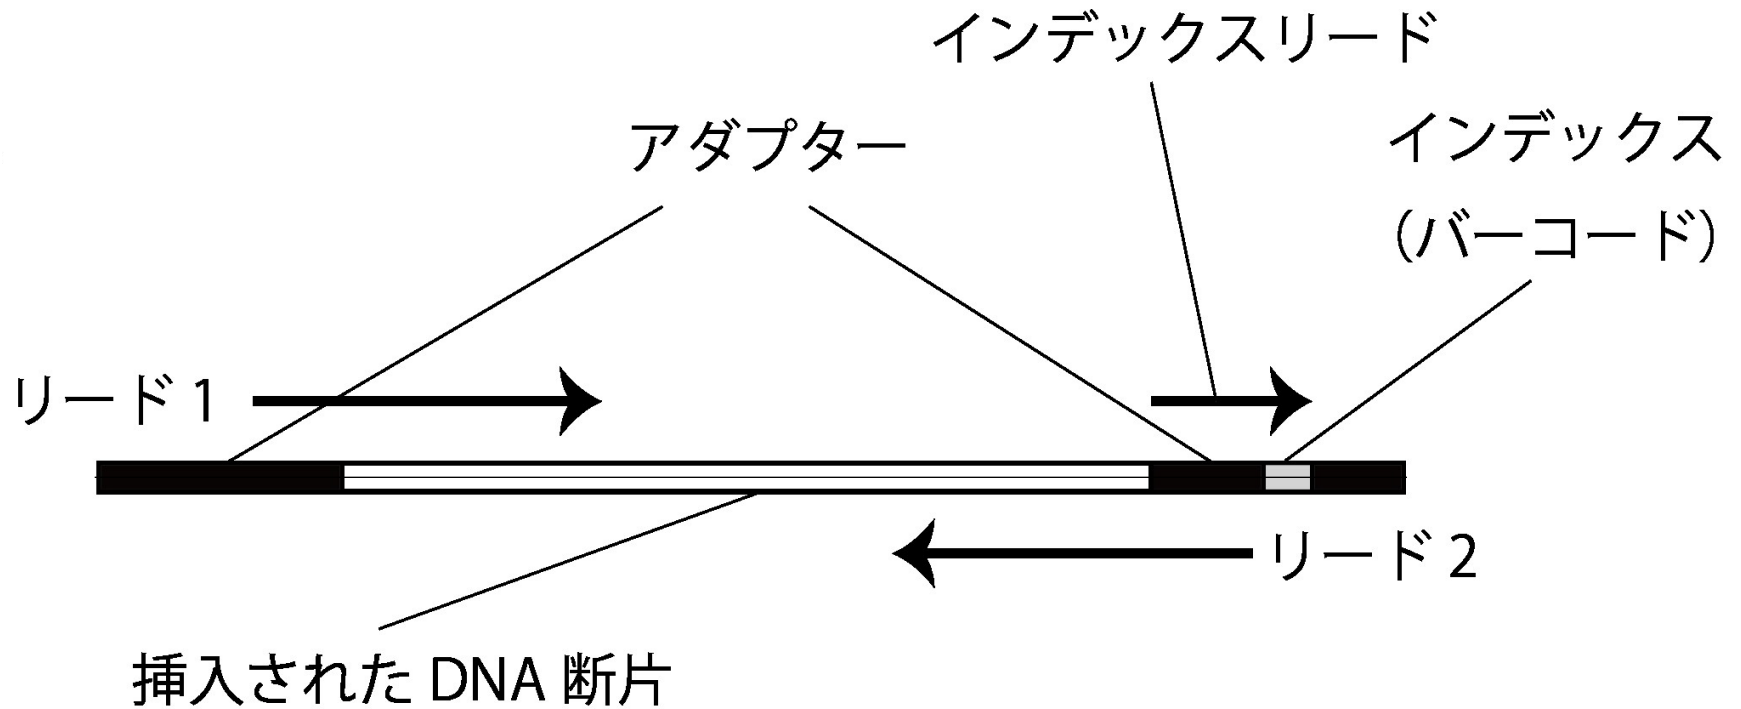 インデックスリード
アダプター
インデックス
（バーコード）
リード 1
リード 2
挿入された DNA 断片